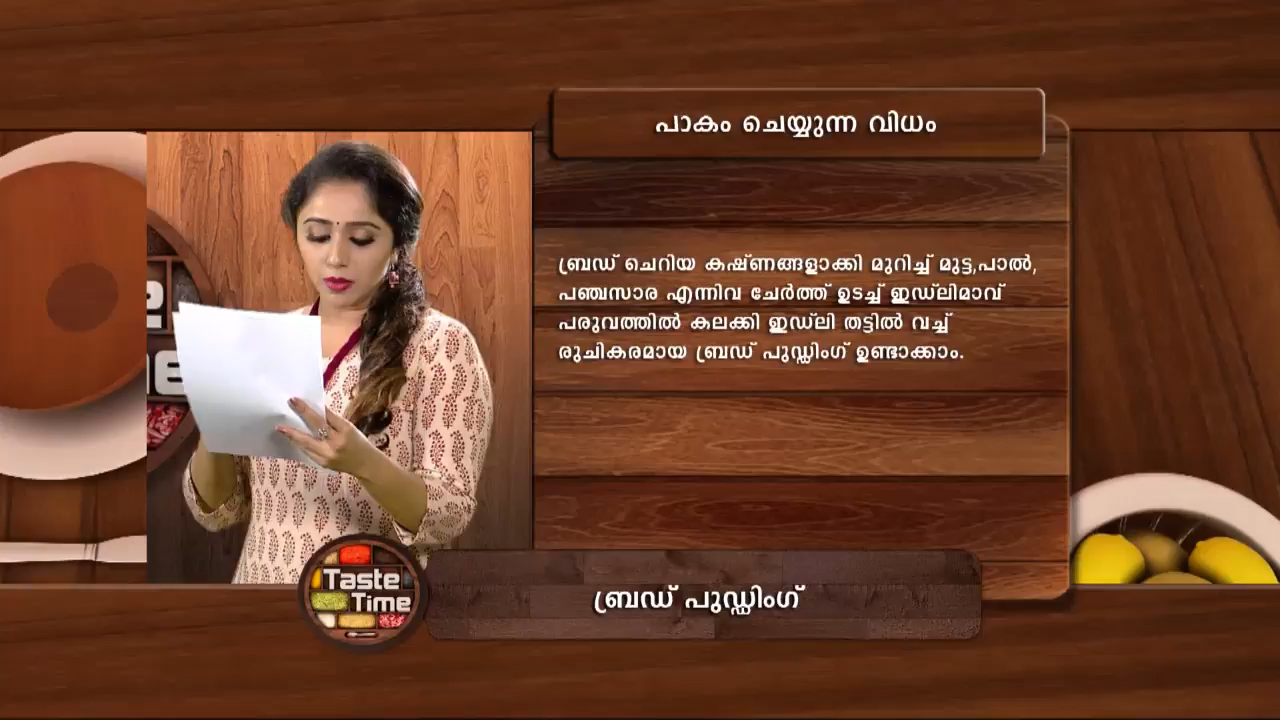 പാകം ചെയ്യുന്ന വിധം
ബ്രഡ് ചെറിയ കഷ്ണങ്ങളാക്കി മുറിച്ച് മുട്ട,പാൽ,
പഞ്ചസാര എന്നിവ ചേർത്ത് ഉടച്ച് ഇഡ്‌ലിമാവ്
പരുവത്തിൽ കലക്കി ഇഡ്‌ലി തട്ടിൽ വച്ച്
രുചികരമായ ബ്രഡ് പുഡ്ഡിംഗ് ഉണ്ടാക്കാം.
Taste
Time
ബ്രഡ് പുഡ്ഡിംഗ്